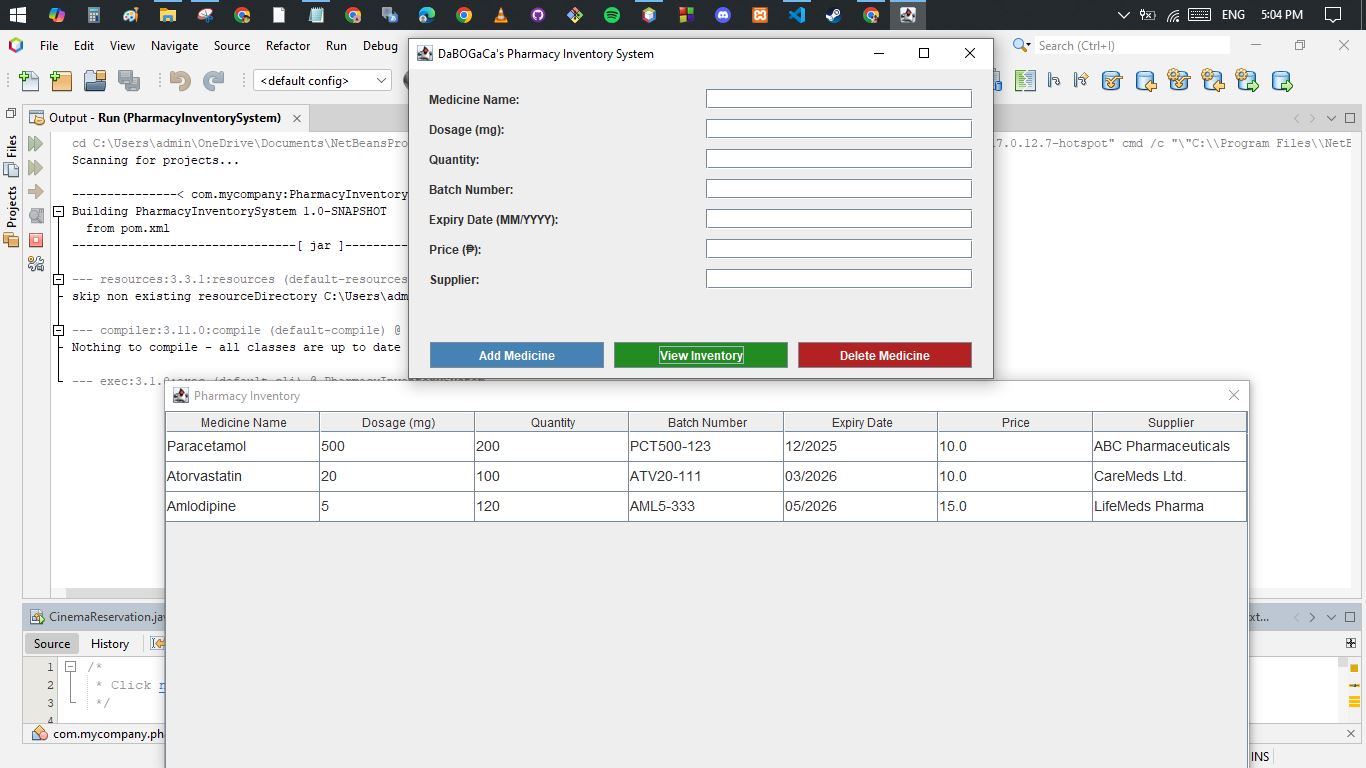 ENG 5:04 PM
File Edit View Navigate Source Refactor Run Debug
Search (Ctrl+I)
<default config>
DaBOGaCa's Pharmacy Inventory System
Medicine Name:
Dosage (mg):
Quantity:
Batch Number:
Expiry Date (MM/YYYY):
Price (₱):
Supplier:
Add Medicine View Inventory Delete Medicine
Files
Projects
Output - Run (PharmacyInventorySystem)
cd C:\Users\admin\OneDrive\Documents\NetBeansPro 7.0.12.7-hotspot" cmd /c "\"C:\\Program Files\\NetB
Scanning for projects...
---------------< com.mycompany:PharmacyInventory
Building PharmacyInventorySystem 1.0-SNAPSHOT
from pom.xml
--------------------------------[ jar ]---------
--- resources:3.3.1:resources (default-resources
skip non existing resourceDirectory C:\Users\adm
--- compiler:3.11.0:compile (default-compile) @
Nothing to compile - all classes are up to date
--- exec:3.1.0:exec (default-cli) @ PharmacyInventorySystem
Pharmacy Inventory
Medicine Name Dosage (mg) Quantity Batch Number Expiry Date Price Supplier
Paracetamol 500 200 PCT500-123 12/2025 10.0 ABC Pharmaceuticals
Atorvastatin 20 100 ATV20-111 03/2026 10.0 CareMeds Ltd.
Amlodipine 5 120 AML5-333 05/2026 15.0 LifeMeds Pharma
CinemaReservation.jav xt...
Source History
1 /*
2 * Click n
3 */
4
com.mycompany.pha
INS